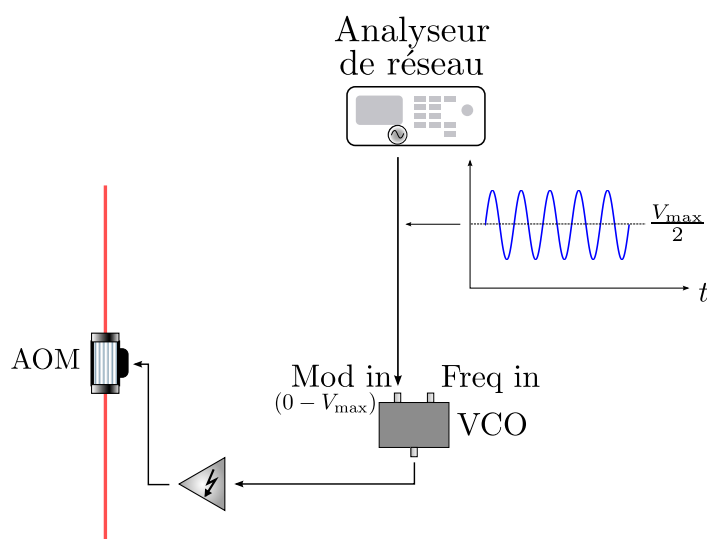 Analyseur
de réseau
V_max/2
t
AOM
Mod in
Freq in
(0 − V_max)
VCO